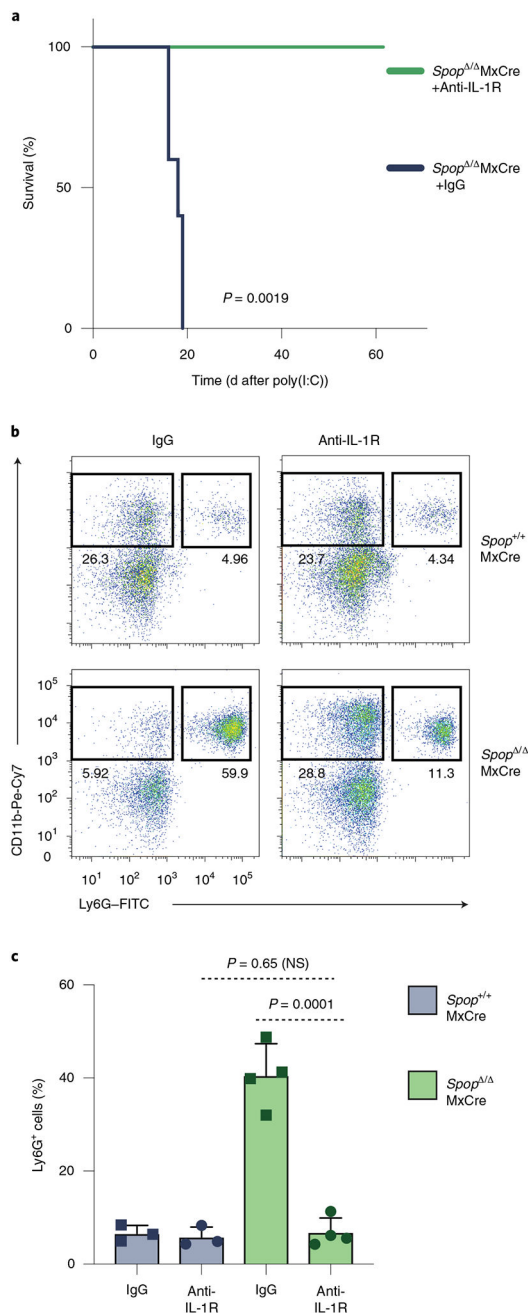 a
100
50
0
Survival (%)
0
20
40
60
Time (d after poly(I:C))
P = 0.0019
Spop^Δ/Δ MxCre
+Anti-IL-1R
Spop^Δ/Δ MxCre
+IgG
b
IgG
Anti-IL-1R
26.3
4.96
23.7
4.34
Spop^+/+
MxCre
10^5
10^4
10^3
10^2
10^1
0
5.92
59.9
28.8
11.3
Spop^Δ/Δ
MxCre
CD11b-Pe-Cy7
10^1
10^2
10^3
10^4
10^5
Ly6G–FITC
c
60
40
20
0
Ly6G^+ cells (%)
P = 0.65 (NS)
P = 0.0001
Spop^+/+
MxCre
Spop^Δ/Δ
MxCre
IgG
Anti-
IL-1R
IgG
Anti-
IL-1R